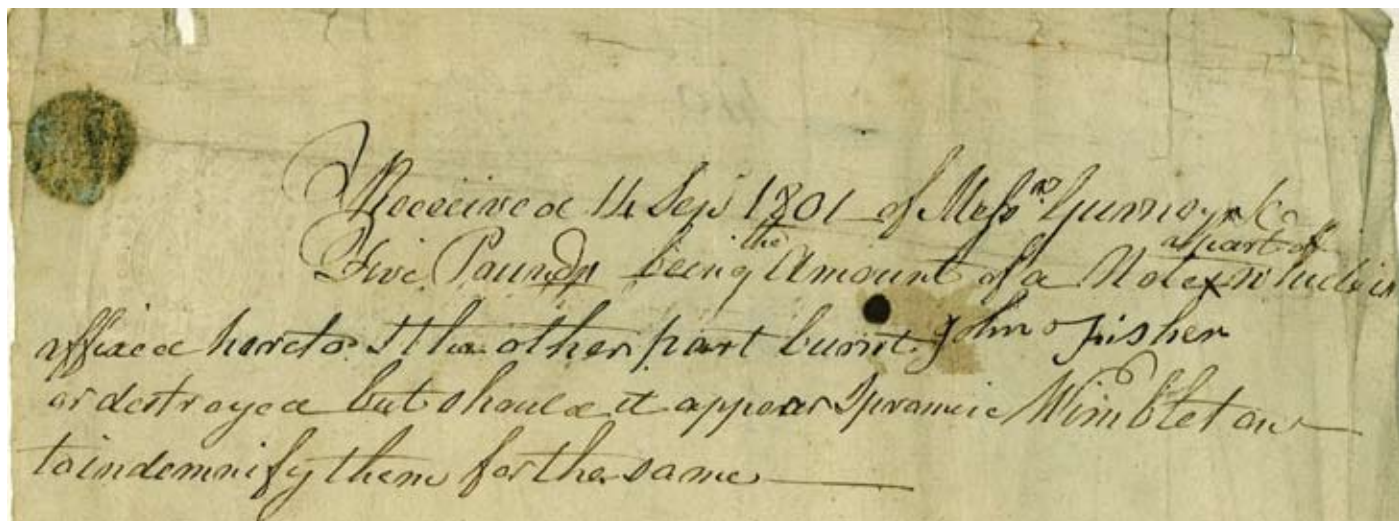 Received 14 Sepr 1801 of Messrs Gurney & Co
a part of
the
Five Pounds being Amount of a Note x which is
affixed hereto & the other part burnt John Fisher
or destroyed but should it appear I promise Wimbleton
to indemnify them for the same